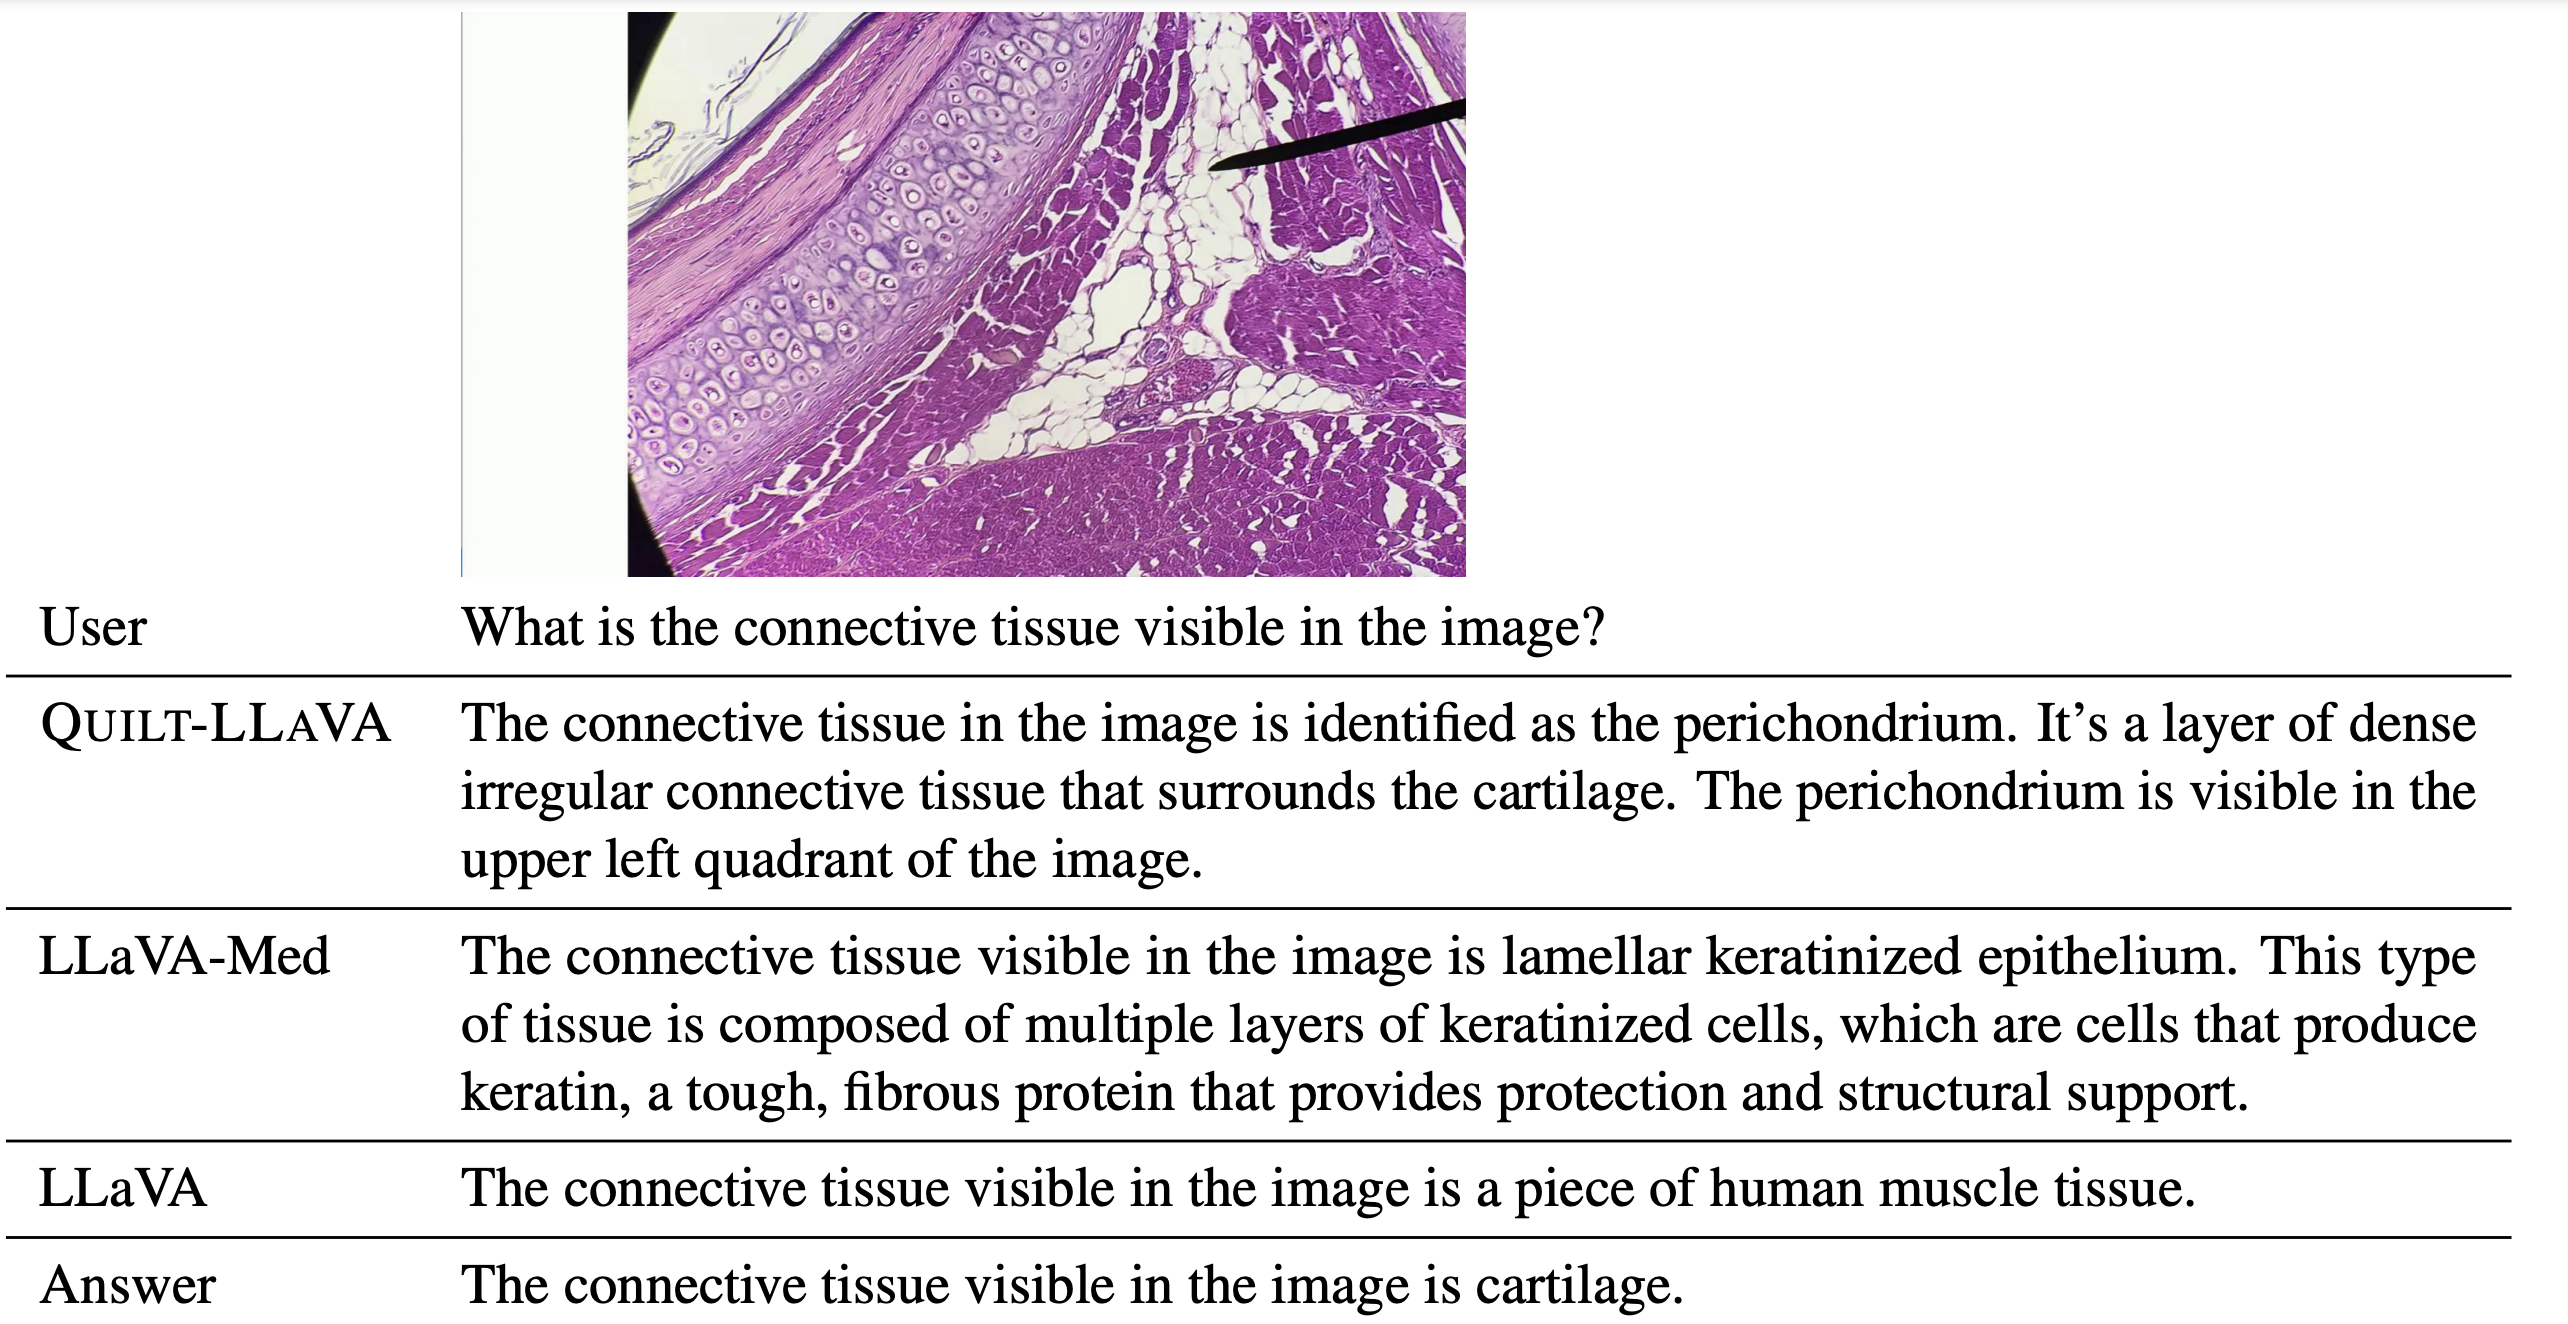 User What is the connective tissue visible in the image?
QUILT-LLAVA The connective tissue in the image is identified as the perichondrium. It's a layer of dense
irregular connective tissue that surrounds the cartilage. The perichondrium is visible in the
upper left quadrant of the image.
LLaVA-Med The connective tissue visible in the image is lamellar keratinized epithelium. This type
of tissue is composed of multiple layers of keratinized cells, which are cells that produce
keratin, a tough, fibrous protein that provides protection and structural support.
LLaVA The connective tissue visible in the image is a piece of human muscle tissue.
Answer The connective tissue visible in the image is cartilage.